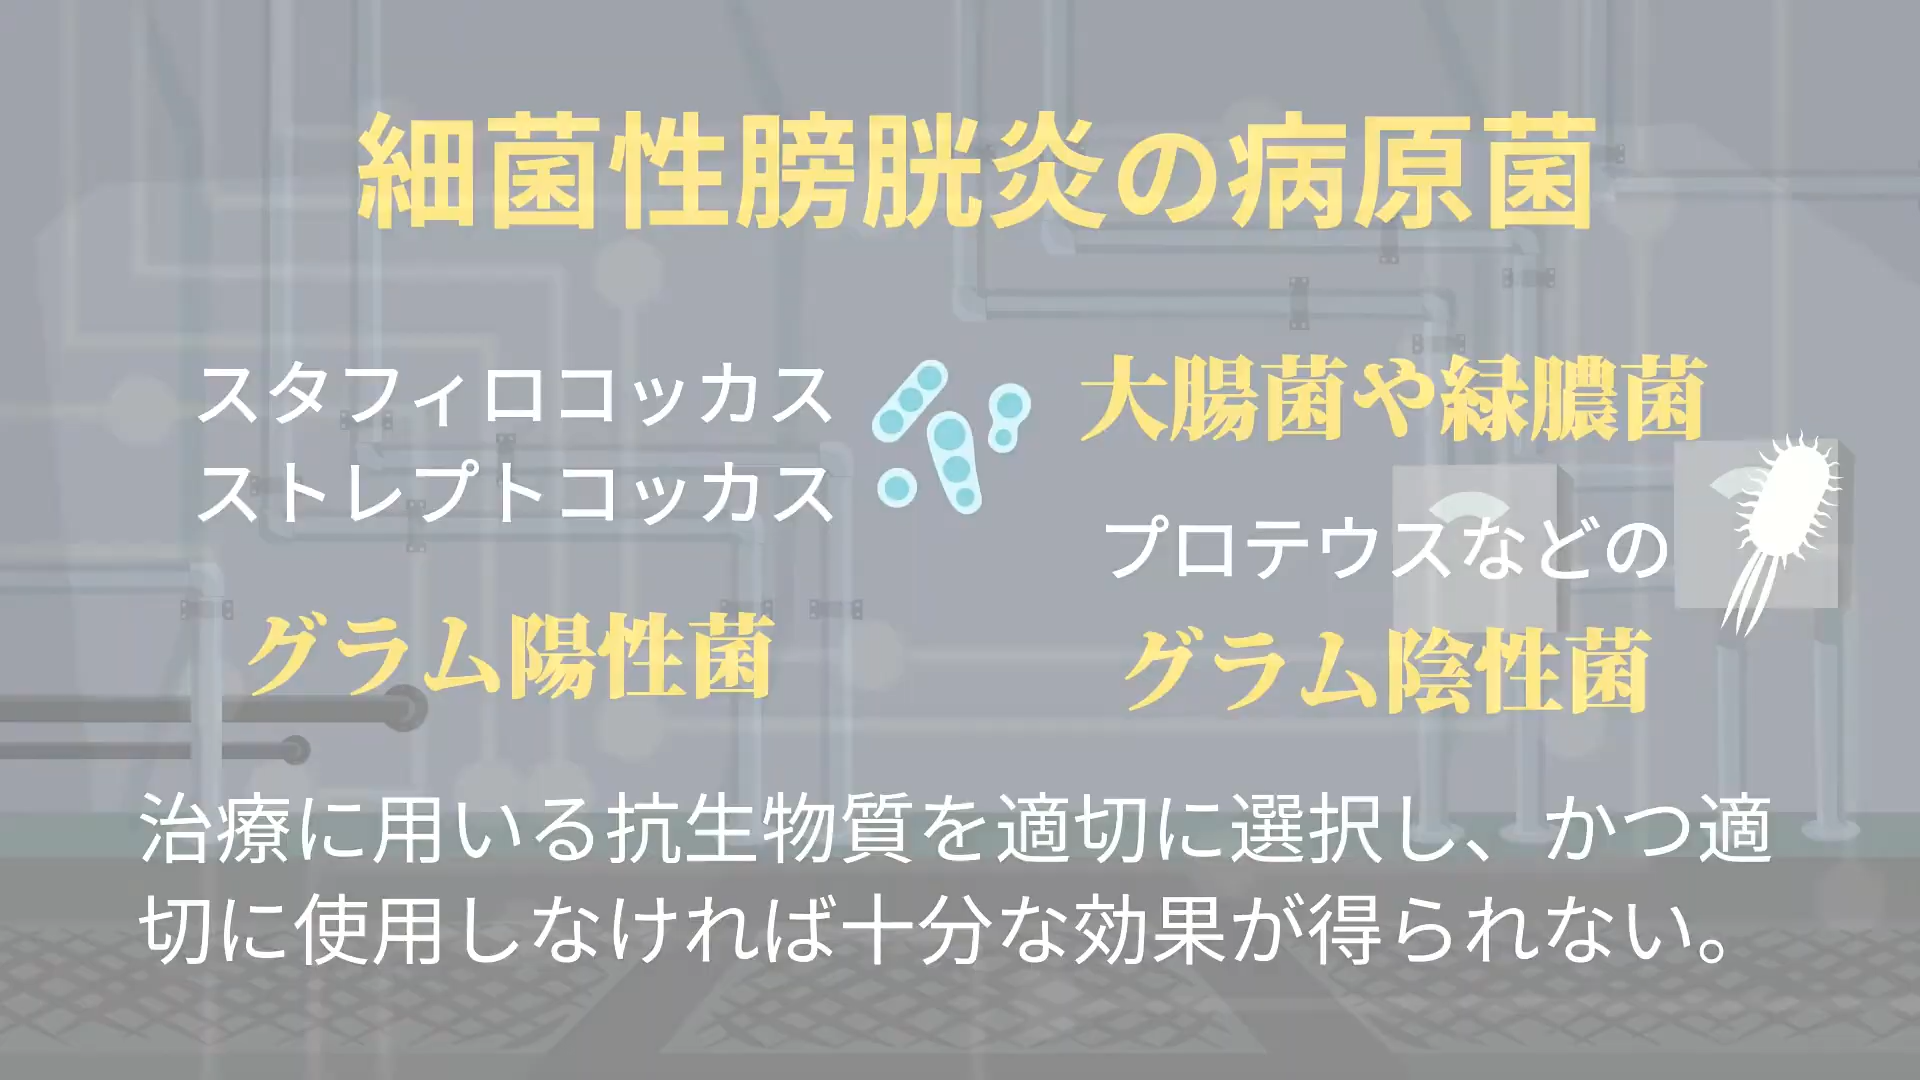 細菌性膀胱炎の病原菌
スタフィロコッカス
ストレプトコッカス
グラム陽性菌
大腸菌や緑膿菌
プロテウスなどの
グラム陰性菌
治療に用いる抗生物質を適切に選択し、かつ適
切に使用しなければ十分な効果が得られない。